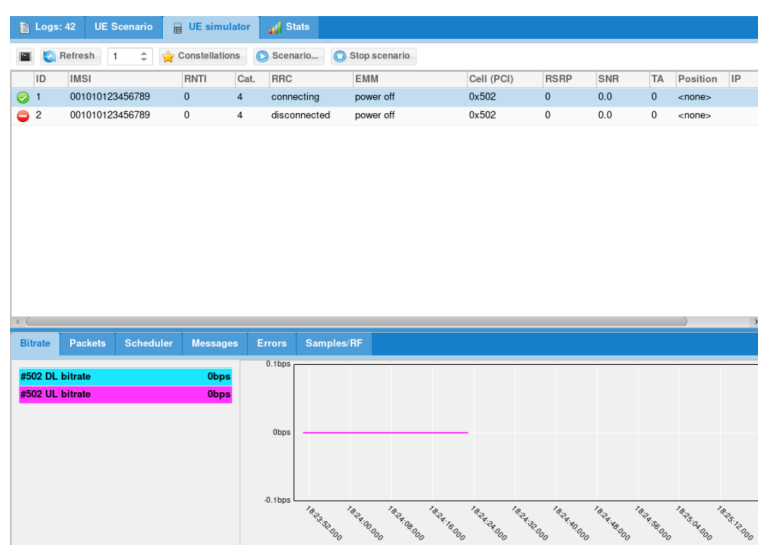 Logs: 42 UE Scenario UE simulator Stats
Refresh 1 Constellations Scenario... Stop scenario
ID IMSI RNTI Cat. RRC EMM Cell (PCI) RSRP SNR TA Position IP
1 001010123456789 0 4 connecting power off 0x502 0 0.0 0 <none>
2 001010123456789 0 4 disconnected power off 0x502 0 0.0 0 <none>
Bitrate Packets Scheduler Messages Errors Samples/RF
#502 DL bitrate 0bps
#502 UL bitrate 0bps
0.1bps
0bps
-0.1bps
18:23:52.000 18:24:00.000 18:24:08.000 18:24:16.000 18:24:24.000 18:24:32.000 18:24:40.000 18:24:48.000 18:24:56.000 18:25:04.000 18:25:12.000